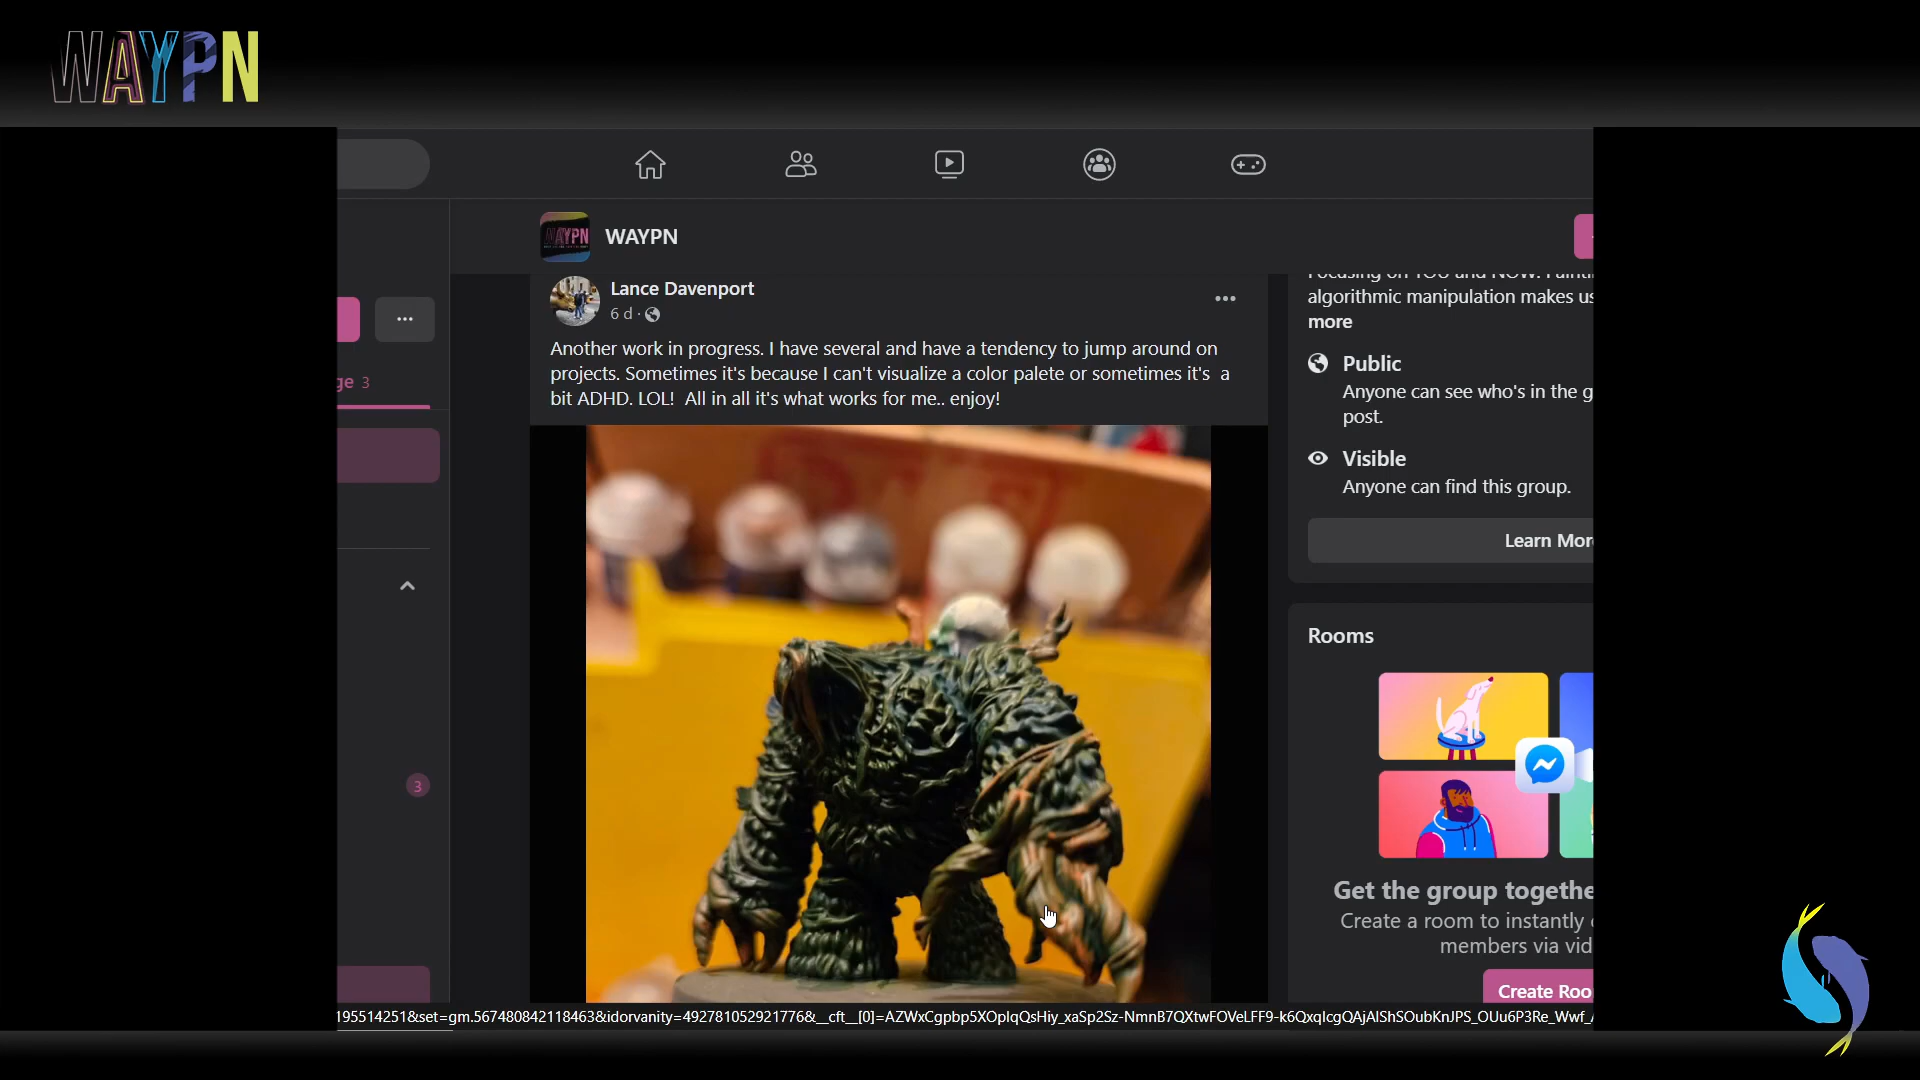 WAYPN
WAYPN
WAYPN
Lance Davenport
6 d ·
Another work in progress. I have several and have a tendency to jump around on
projects. Sometimes it's because I can't visualize a color palete or sometimes it's a
bit ADHD. LOL! All in all it's what works for me.. enjoy!
ge 3
3
algorithmic manipulation makes us
more
Public
Anyone can see who's in the g
post.
Visible
Anyone can find this group.
Learn More
Rooms
Get the group togethe
Create a room to instantly
members via vid
Create Roo
195514251&set=gm.567480842118463&idorvanity=492781052921776&__cft__[0]=AZWxCgpbp5XOplqQsHiy_xaSp2Sz-NmnB7QXtwFOVeLFF9-k6QxqlcgQAjAlShSOubKnJPS_OUu6P3Re_Wwf_